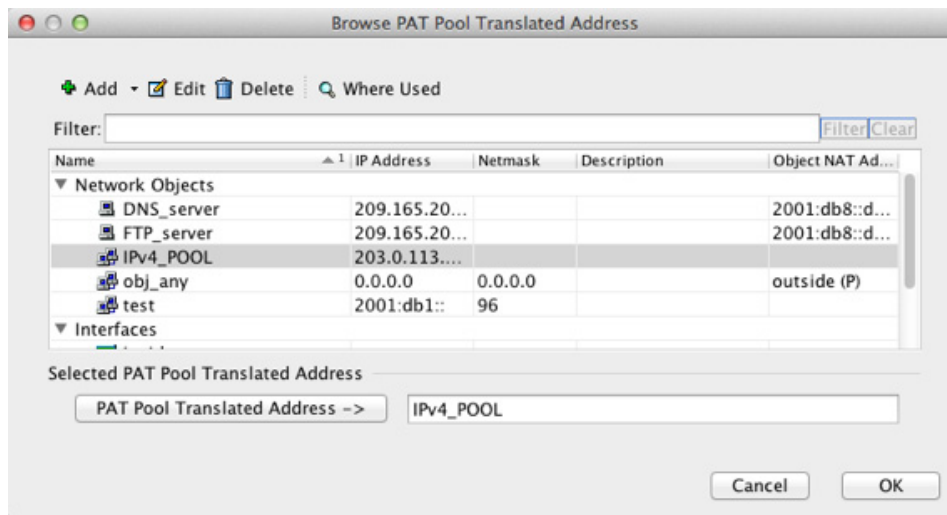 Browse PAT Pool Translated Address
Add Edit Delete Where Used
Filter: Filter Clear
Name 1 IP Address Netmask Description Object NAT Ad...
Network Objects
DNS_server 209.165.20... 2001:db8::d...
FTP_server 209.165.20... 2001:db8::d...
IPv4_POOL 203.0.113....
obj_any 0.0.0.0 0.0.0.0 outside (P)
test 2001:db1:: 96
Interfaces
Selected PAT Pool Translated Address
PAT Pool Translated Address -> IPv4_POOL
Cancel OK